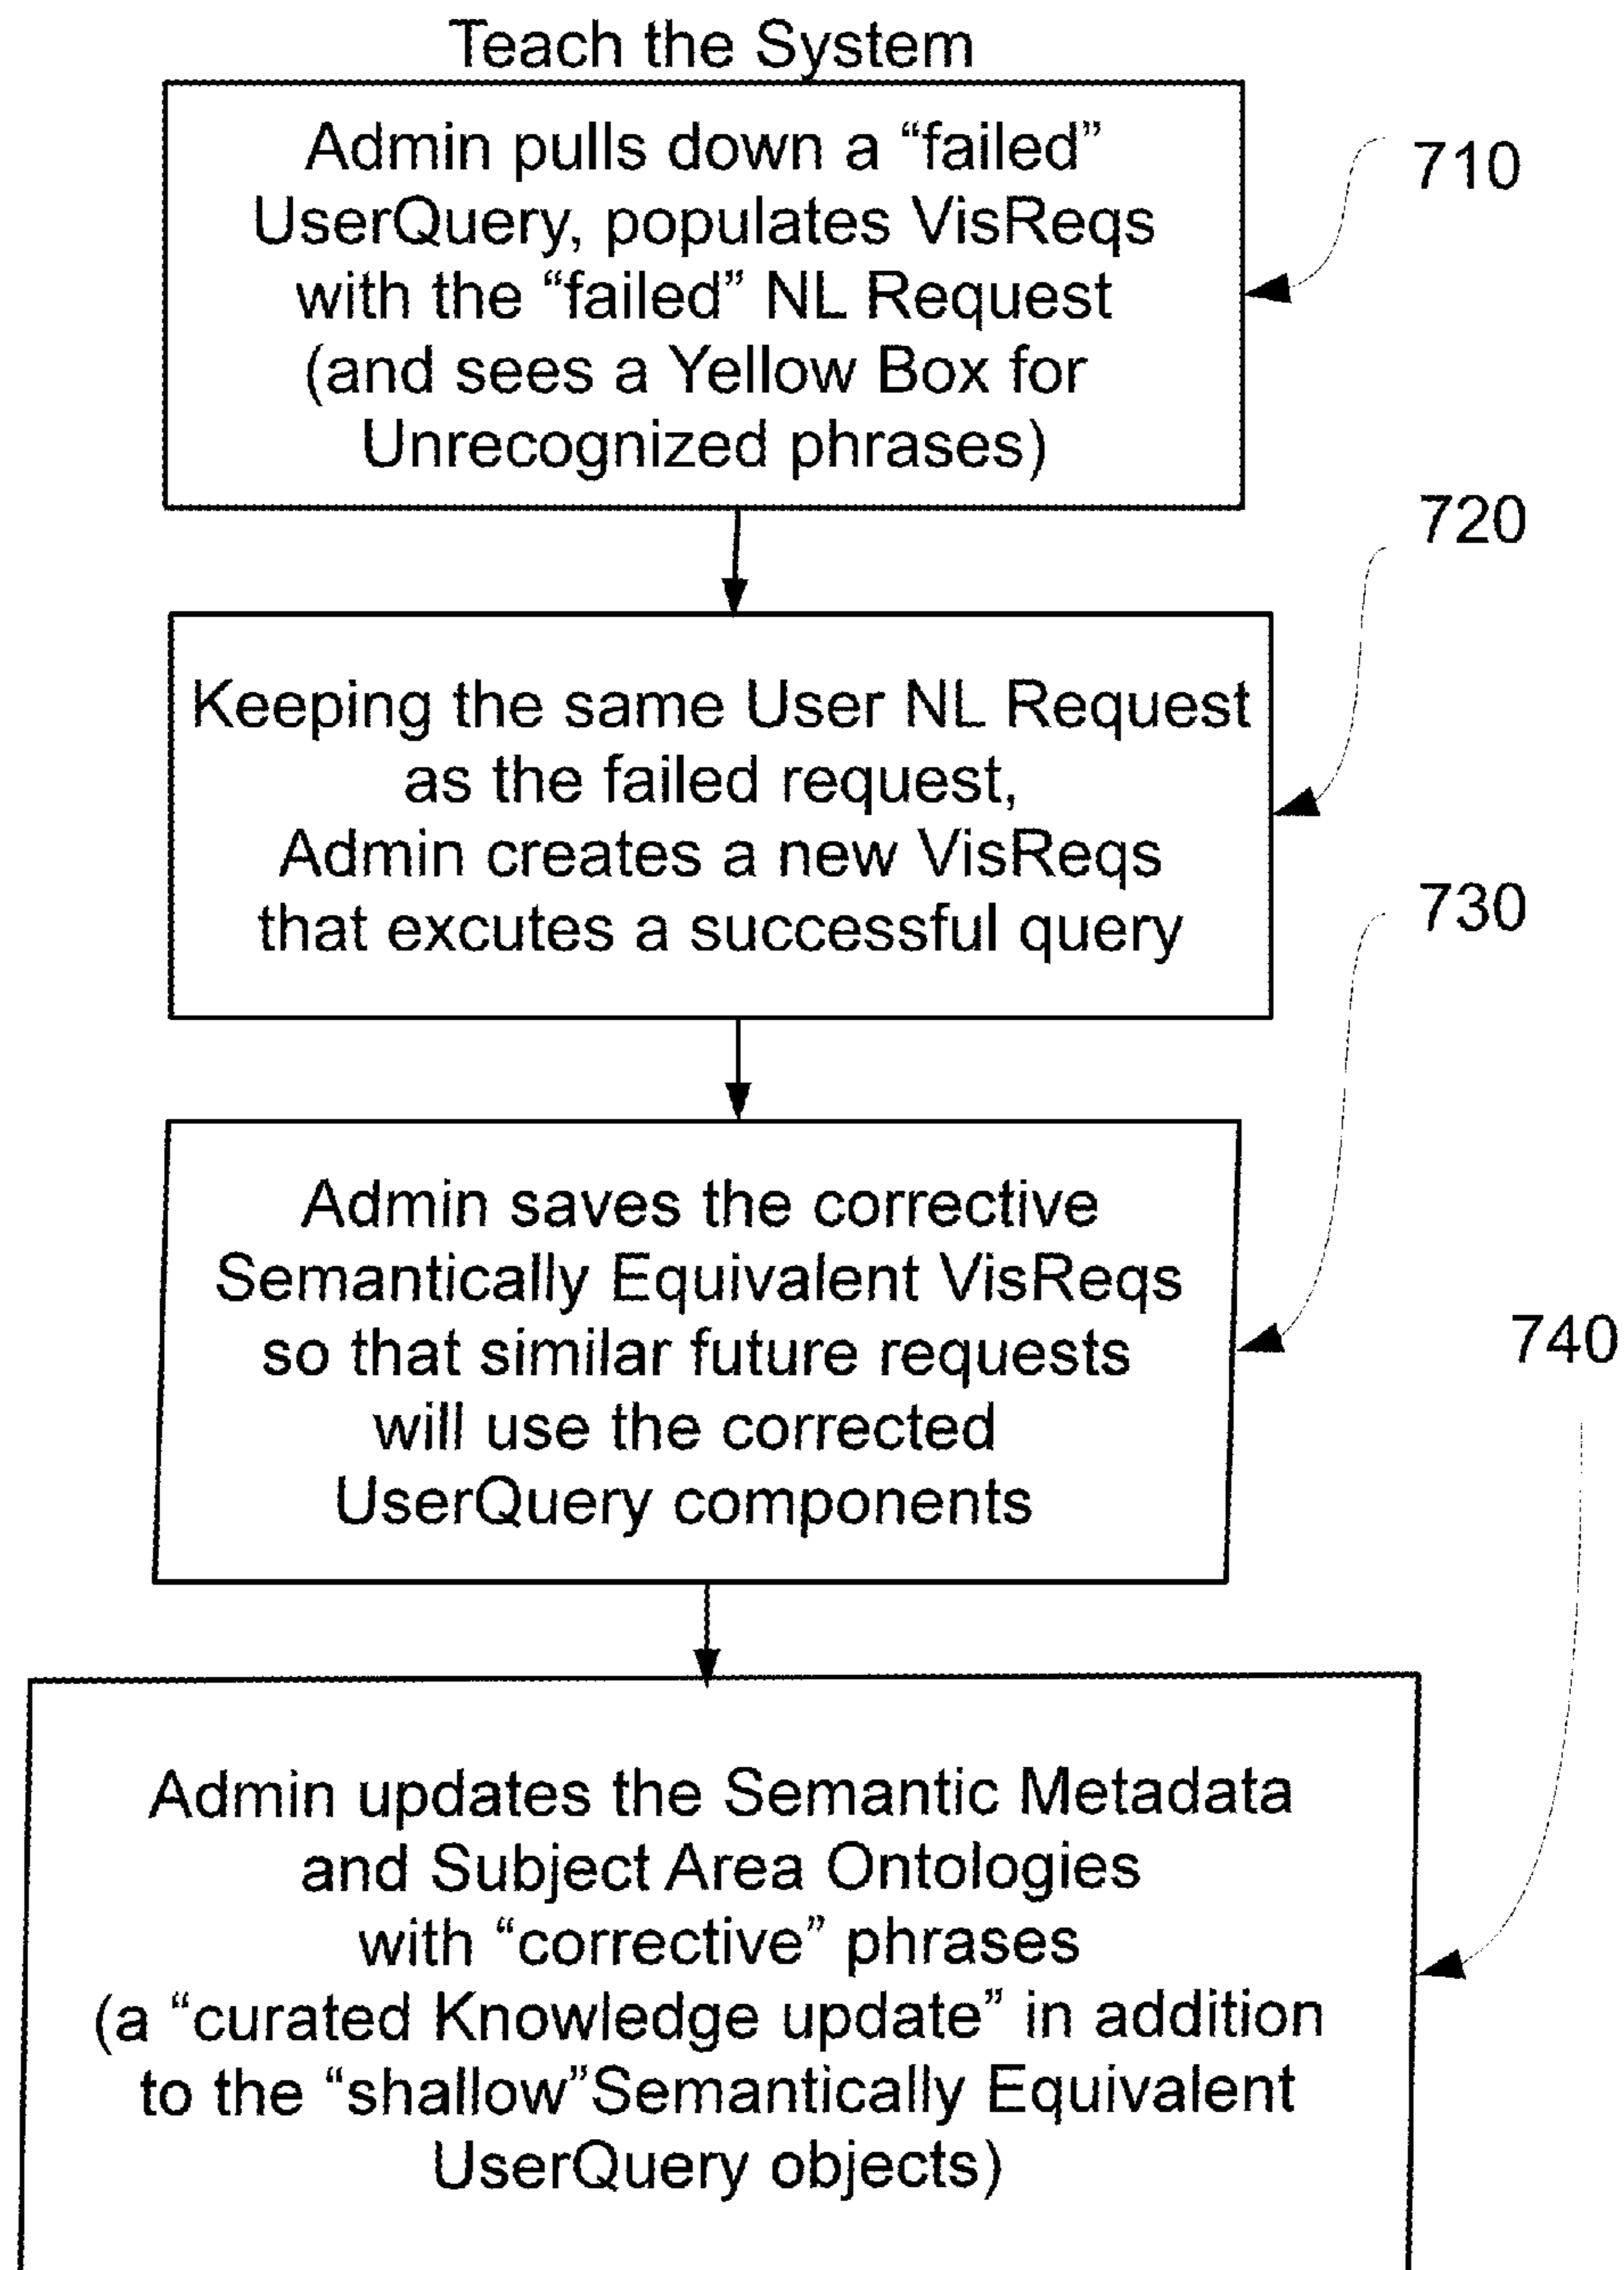 Teach the System
Admin pulls down a “failed”
UserQuery, populates VisReqs
with the “failed” NL Request
(and sees a Yellow Box for
Unrecognized phrases)
710
720
Keeping the same User NL Request
as the failed request,
Admin creates a new VisReqs
that excutes a successful query
730
Admin saves the corrective
Semantically Equivalent VisReqs
so that similar future requests
will use the corrected
UserQuery components
740
Admin updates the Semantic Metadata
and Subject Area Ontologies
with “corrective” phrases
(a “curated Knowledge update” in addition
to the “shallow”Semantically Equivalent
UserQuery objects)